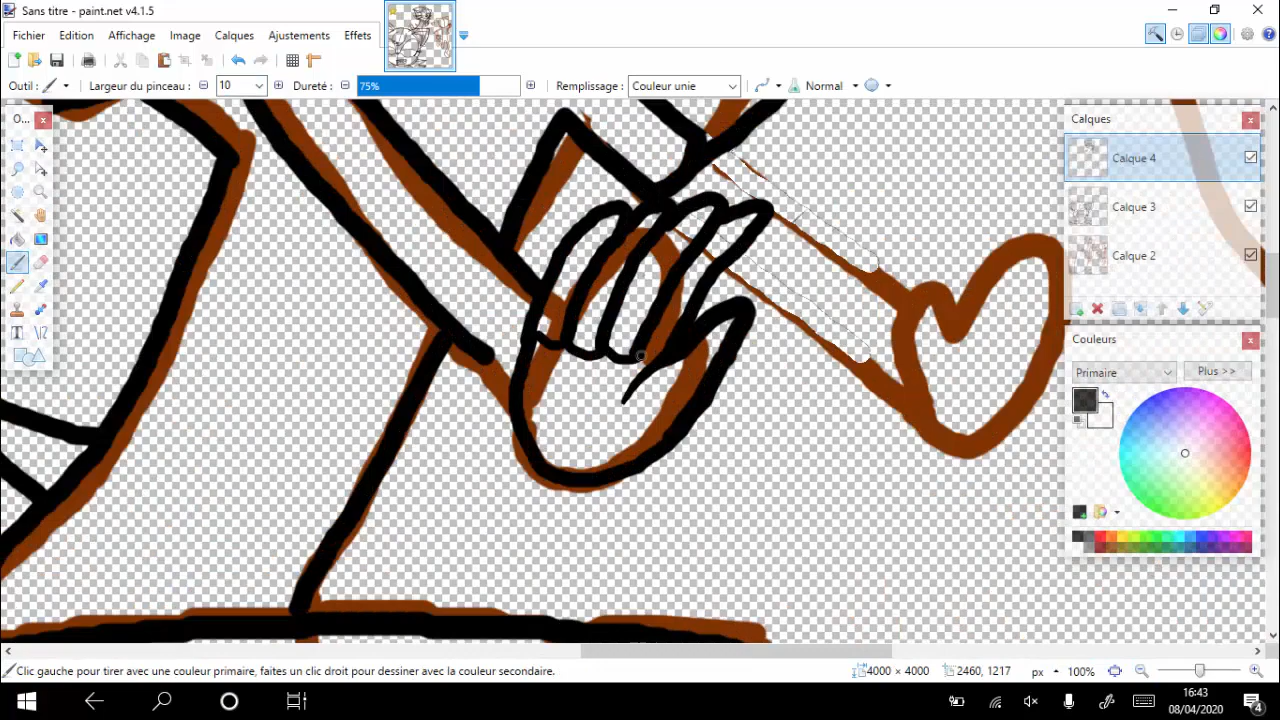 Sans titre - paint.net v4.1.5
Fichier Edition Affichage Image Calques Ajustements Effets
Outil : Largeur du pinceau : 10 Dureté : 75% Remplissage : Couleur unie Normal
O...
Calques
Calque 4
Calque 3
Calque 2
Couleurs
Primaire Plus >>
Clic gauche pour tirer avec une couleur primaire, faites un clic droit pour dessiner avec la couleur secondaire. 4000 × 4000 2460, 1217 px 100%
16:43
08/04/2020
4